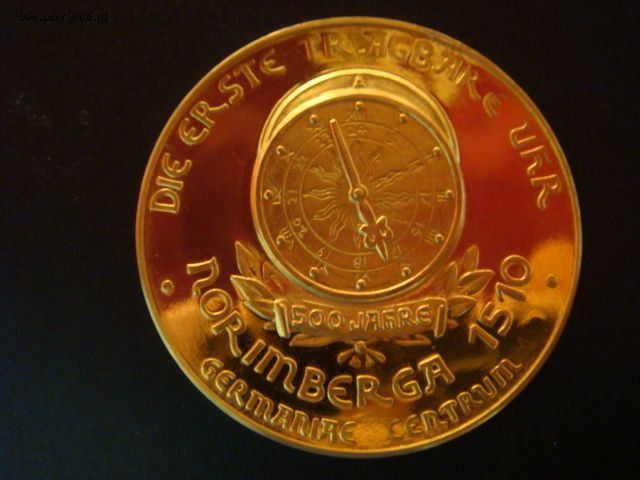 www.odkrywca.pl
DIE ERSTE TRAGBARE UHR
500 JAHRE
NORIMBERGA 1510
GERMANIAE CENTRUM